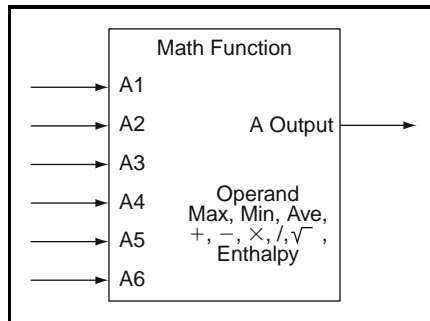 Math Function
A1
A2
A Output
A3
A4
A5
A6
Operand
Max, Min, Ave,
+, −, ×, /,√ ,
Enthalpy